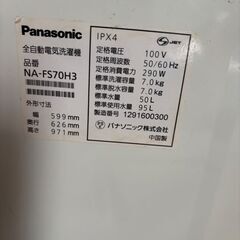 Panasonic
全自動電気洗濯機
品番
NA-FS70H3
外形寸法
幅 599mm
奥行 626mm
高さ 971mm
IPX4
JET
定格電圧 100V
定格周波数 50/60Hz
定格消費電力 290W
標準洗濯容量 7.0kg
標準脱水容量 7.0kg
標準水量 50L
標準使用水量 95L
製造番号 1291600300
パナソニック株式会社
中国製